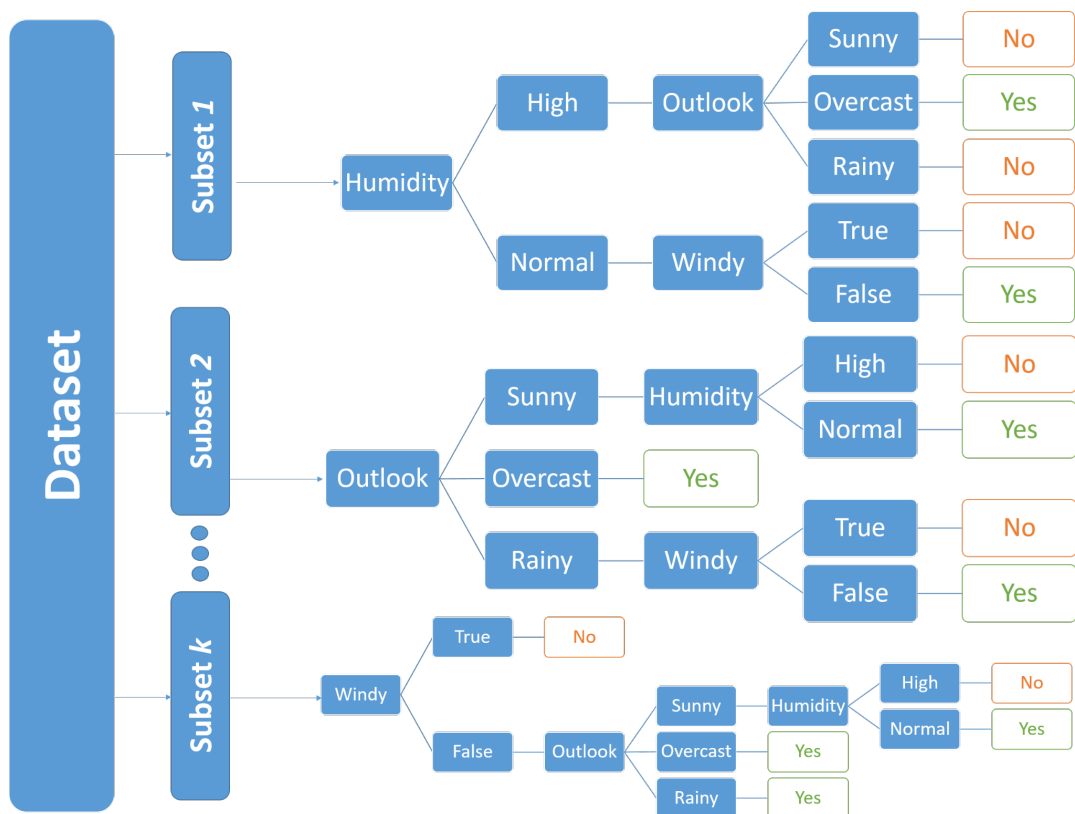 Dataset
Subset 1
Humidity
High
Outlook
Sunny
No
Overcast
Yes
Rainy
No
Normal
Windy
True
No
False
Yes
Subset 2
Outlook
Sunny
Humidity
High
No
Normal
Yes
Overcast
Yes
Rainy
Windy
True
No
False
Yes
Subset k
Windy
True
No
False
Outlook
Sunny
Humidity
High
No
Normal
Yes
Overcast
Yes
Rainy
Yes